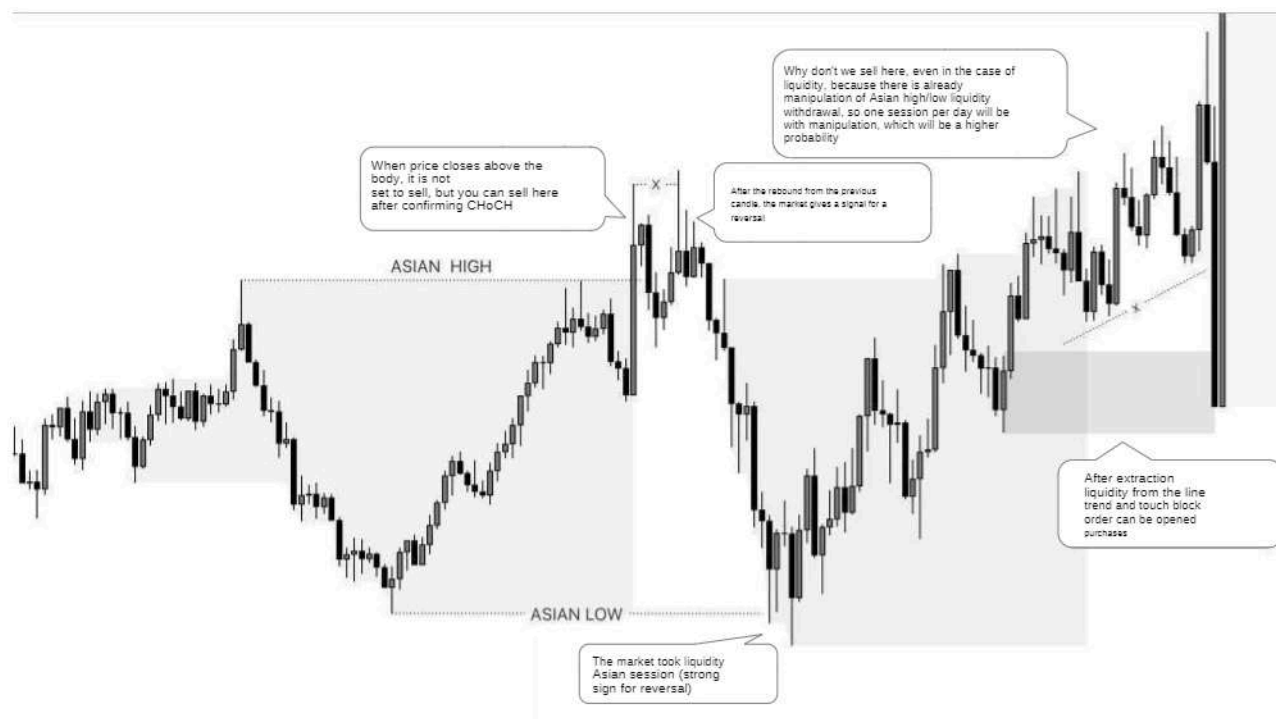 Why don't we sell here, even in the case of
liquidity, because there is already
manipulation of Asian high/low liquidity
withdrawal, so one session per day will be
with manipulation, which will be a higher
probability
When price closes above the
body, it is not
set to sell, but you can sell here
after confirming CHoCH
X
After the rebound from the previous
candle, the market gives a signal for a
reversal
ASIAN HIGH
X
After extraction
liquidity from the line
trend and touch block
order can be opened
purchases
ASIAN LOW
The market took liquidity
Asian session (strong
sign for reversal)